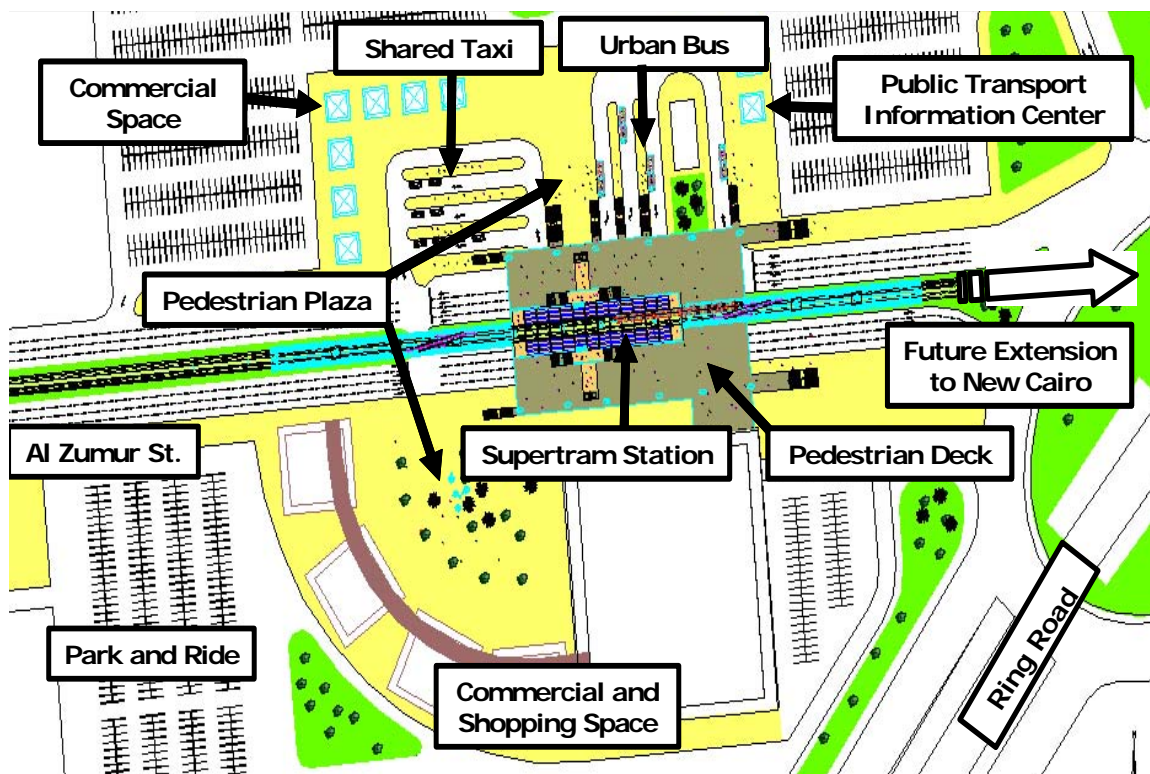 Shared Taxi
Urban Bus
Commercial
Space
Public Transport
Information Center
Pedestrian Plaza
Future Extension
to New Cairo
Al Zumur St.
Supertram Station
Pedestrian Deck
Park and Ride
Commercial and
Shopping Space
Ring Road